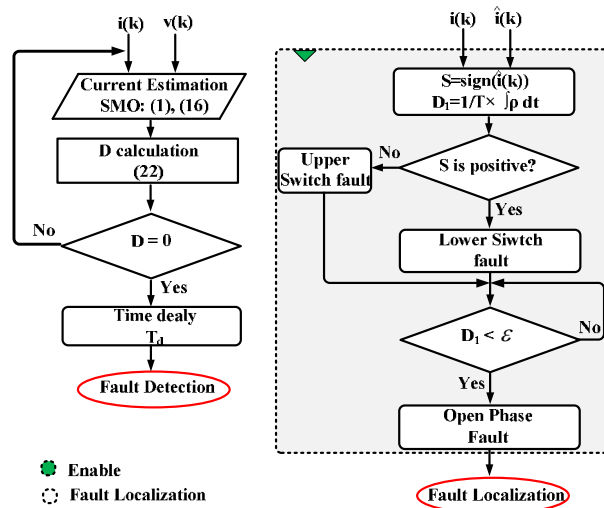 i(k) v(k)
Current Estimation
SMO: (1), (16)
D calculation
(22)
No
D = 0
Yes
Time dealy
T_d
Fault Detection
Enable
Fault Localization
i(k) î(k)
S=sign(î(k))
D₁=1/T× ∫ρ dt
Upper
Switch fault
No
S is positive?
Yes
Lower Siwtch
fault
D₁ < ε
No
Yes
Open Phase
Fault
Fault Localization